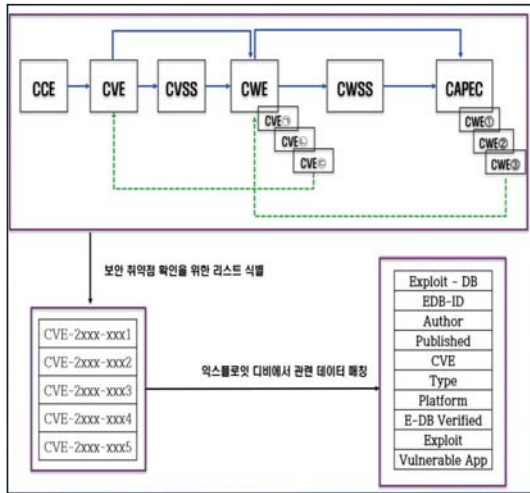 CCE
CVE
CVSS
CWE
CWSS
CAPEC
CVE㉠
CVE㉡
CVE㉢
CWE①
CWE②
CWE③
보안 취약점 확인을 위한 리스트 식별
CVE-2xxx-xxx1
CVE-2xxx-xxx2
CVE-2xxx-xxx3
CVE-2xxx-xxx4
CVE-2xxx-xxx5
익스플로잇 디비에서 관련 데이터 매칭
Exploit - DB
EDB-ID
Author
Published
CVE
Type
Platform
E-DB Verified
Exploit
Vulnerable App